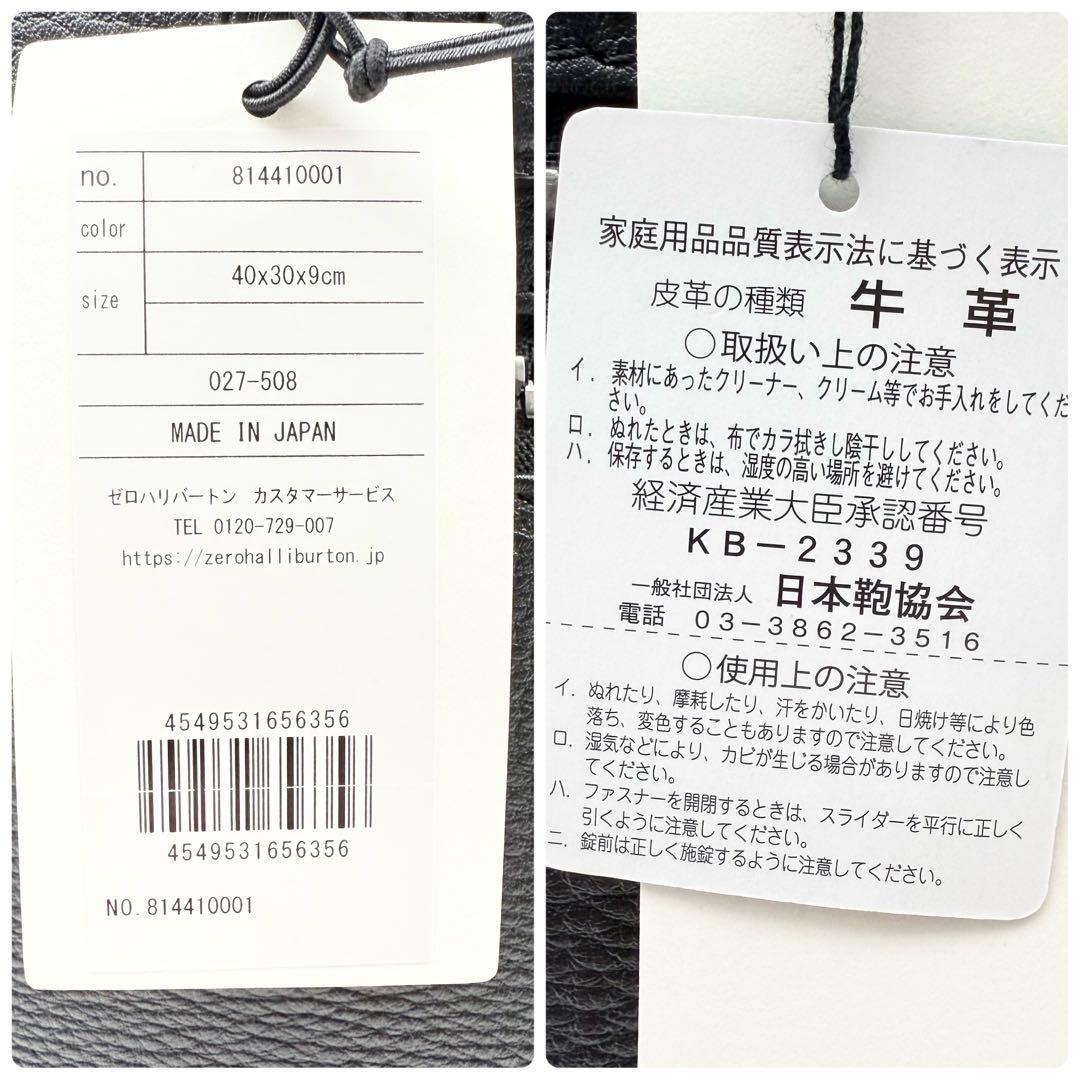 no. 814410001
color
size 40x30x9cm
027-508
MADE IN JAPAN
ゼロハリバートン カスタマーサービス
TEL 0120-729-007
https://zerohalliburton.jp
4549531656356
4549531656356
NO. 814410001
家庭用品品質表示法に基づく表示
皮革の種類 牛 革
○取扱い上の注意
イ. 素材にあったクリーナー、クリーム等でお手入れをしてくだ
さい。
ロ. ぬれたときは、布でカラ拭きし陰干ししてください。
ハ. 保存するときは、湿度の高い場所を避けてください。
経済産業大臣承認番号
KB－2339
一般社団法人 日本鞄協会
電話 03－3862－3516
○使用上の注意
イ. ぬれたり、摩耗したり、汗をかいたり、日焼け等により色
落ち、変色することもありますので注意してください。
ロ. 湿気などにより、カビが生じる場合がありますので注意し
てください。
ハ. ファスナーを開閉するときは、スライダーを平行に正しく
引くように注意してください。
ニ. 錠前は正しく施錠するように注意してください。